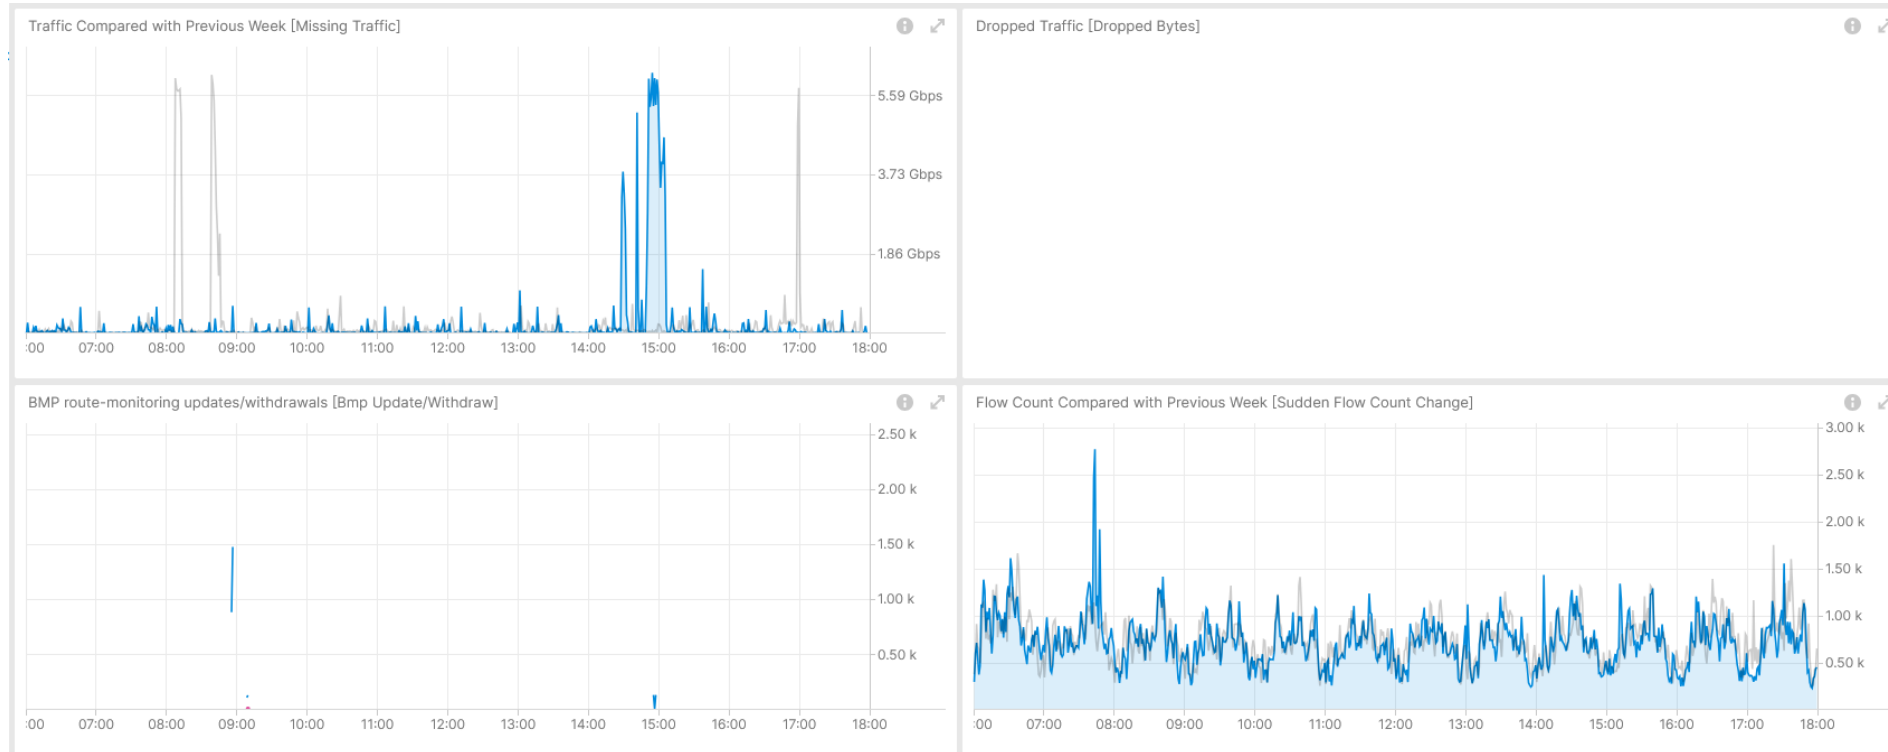 Traffic Compared with Previous Week [Missing Traffic]
5.59 Gbps
3.73 Gbps
1.86 Gbps
:00 07:00 08:00 09:00 10:00 11:00 12:00 13:00 14:00 15:00 16:00 17:00 18:00
Dropped Traffic [Dropped Bytes]
BMP route-monitoring updates/withdrawals [Bmp Update/Withdraw]
2.50 k
2.00 k
1.50 k
1.00 k
0.50 k
:00 07:00 08:00 09:00 10:00 11:00 12:00 13:00 14:00 15:00 16:00 17:00 18:00
Flow Count Compared with Previous Week [Sudden Flow Count Change]
3.00 k
2.50 k
2.00 k
1.50 k
1.00 k
0.50 k
:00 07:00 08:00 09:00 10:00 11:00 12:00 13:00 14:00 15:00 16:00 17:00 18:00